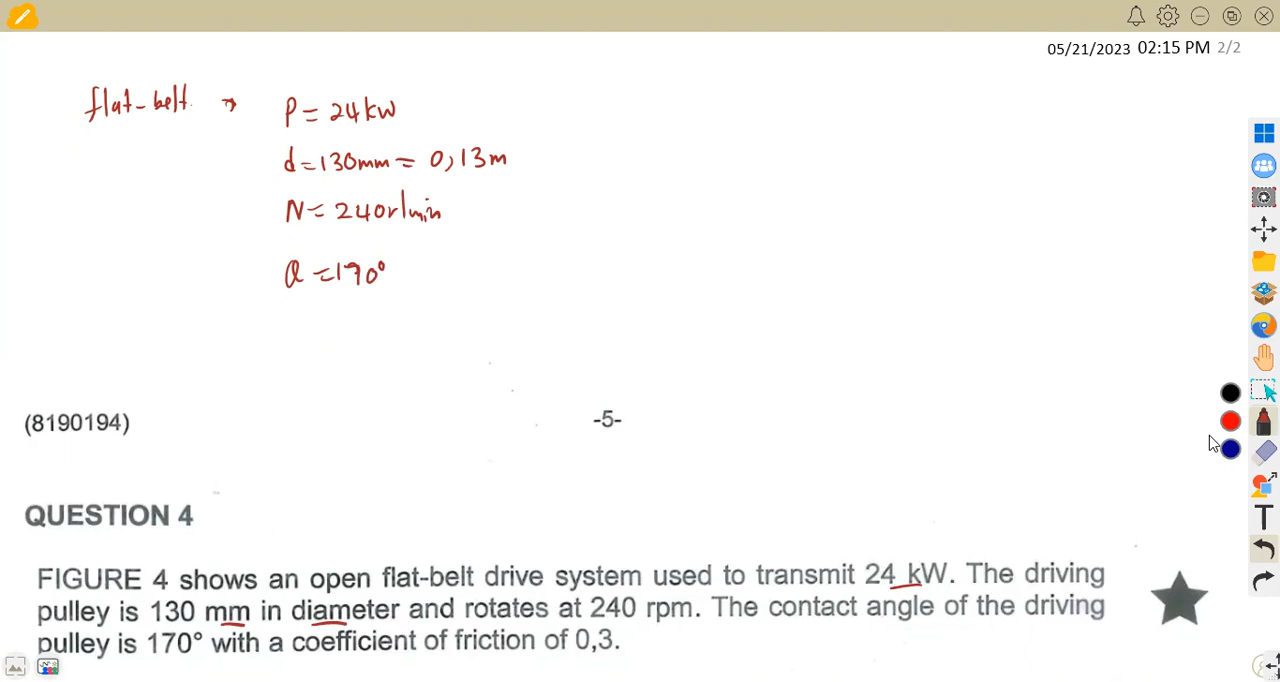 05/21/2023 02:15 PM 2/2
flat-belt → P = 24kW
d = 130mm = 0,13m
N = 240r/min
θ = 170°
(8190194)
-5-
QUESTION 4
FIGURE 4 shows an open flat-belt drive system used to transmit 24 kW. The driving
pulley is 130 mm in diameter and rotates at 240 rpm. The contact angle of the driving
pulley is 170° with a coefficient of friction of 0,3.
T